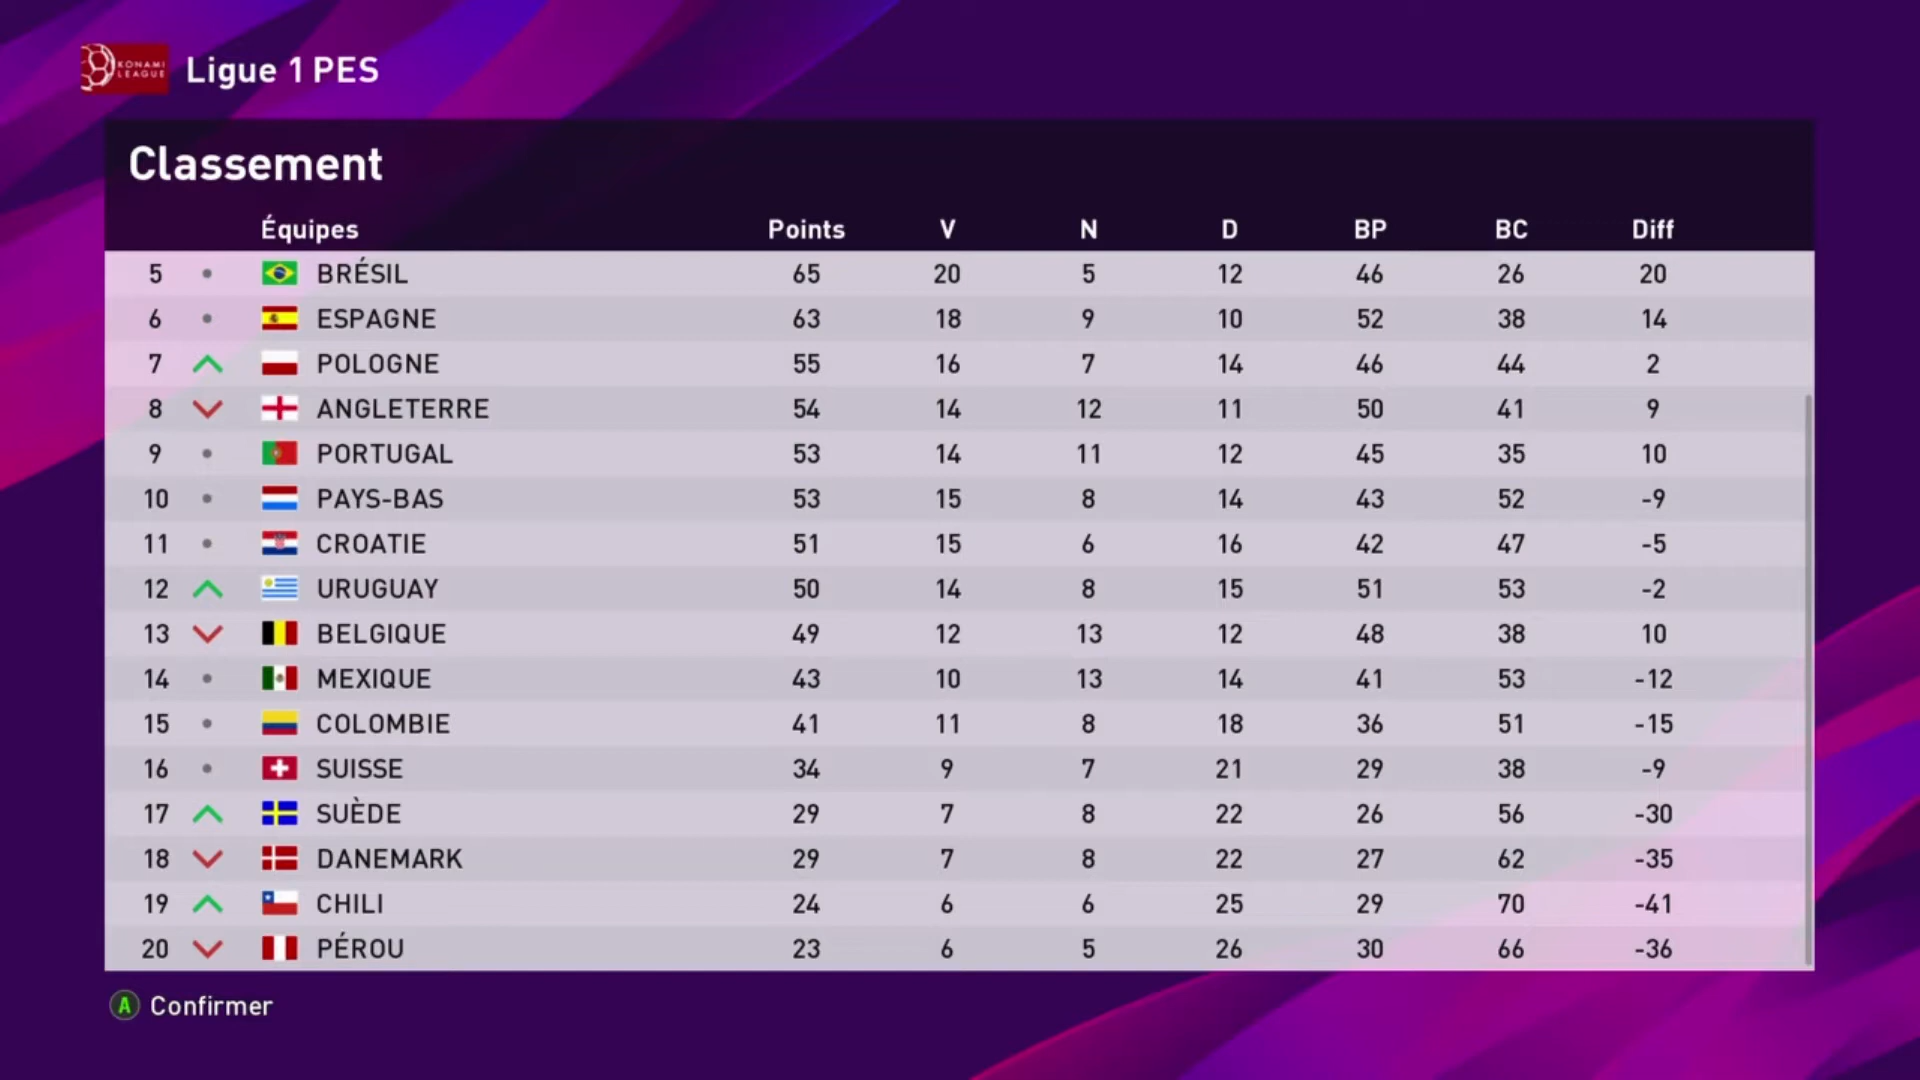 KONAMI
LEAGUE
Ligue 1 PES
Classement
Équipes Points V N D BP BC Diff
5 BRÉSIL 65 20 5 12 46 26 20
6 ESPAGNE 63 18 9 10 52 38 14
7 POLOGNE 55 16 7 14 46 44 2
8 ANGLETERRE 54 14 12 11 50 41 9
9 PORTUGAL 53 14 11 12 45 35 10
10 PAYS-BAS 53 15 8 14 43 52 -9
11 CROATIE 51 15 6 16 42 47 -5
12 URUGUAY 50 14 8 15 51 53 -2
13 BELGIQUE 49 12 13 12 48 38 10
14 MEXIQUE 43 10 13 14 41 53 -12
15 COLOMBIE 41 11 8 18 36 51 -15
16 SUISSE 34 9 7 21 29 38 -9
17 SUÈDE 29 7 8 22 26 56 -30
18 DANEMARK 29 7 8 22 27 62 -35
19 CHILI 24 6 6 25 29 70 -41
20 PÉROU 23 6 5 26 30 66 -36
A Confirmer